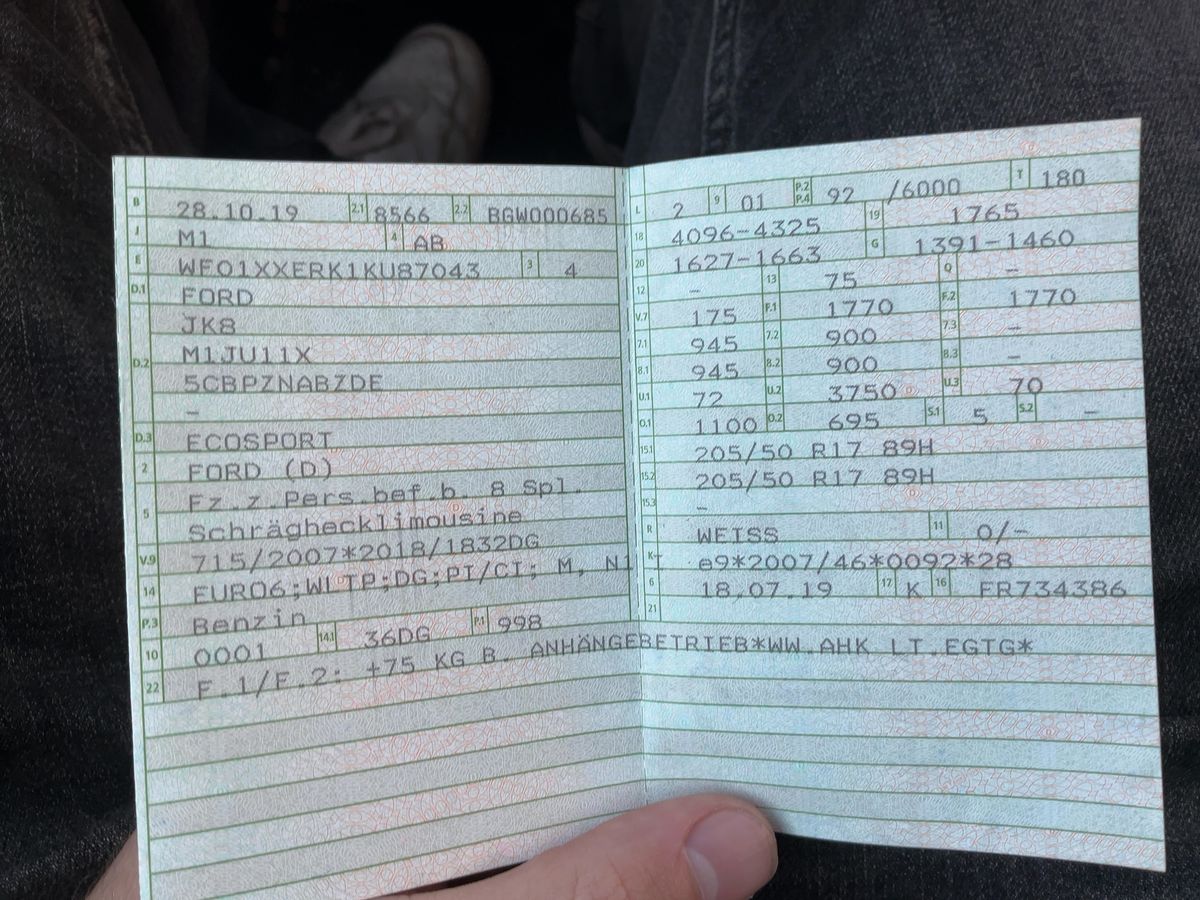 B 28.10.19 2.1 8566 2.2 BGW000685
J M1 4 AB
E WF01XXERK1KU87043 3 4
D.1 FORD
JK8
D.2 M1JU11X
5CBPZNABZDE
–
D.3 ECOSPORT
2 FORD (D)
5 Fz.z.Pers.bef.b. 8 Spl.
Schräghecklimousine
V.9 715/2007*2018/1832DG
14 EURO6;WLTP;DG;PI/CI; M, N1 I
P.3 Benzin
10 0001 14.1 36DG P.1 998
22 F.1/F.2: +75 KG B. ANHÄNGEBETRIEB*WW.AHK LT.EGTG*
L 2 9 01 P.2 P.4 92 /6000 T 180
18 4096-4325 19 1765
20 1627-1663 G 1391-1460
12 – 13 75 Q –
V.7 175 F.1 1770 F.2 1770
7.1 945 7.2 900 7.3 –
8.1 945 8.2 900 8.3 –
U.1 72 U.2 3750 U.3 70
O.1 1100 O.2 695 S.1 5 S.2 –
15.1 205/50 R17 89H
15.2 205/50 R17 89H
15.3 –
R WEISS 11 0/-
K e9*2007/46*0092*28
6 18.07.19 17 K 16 FR734386
21